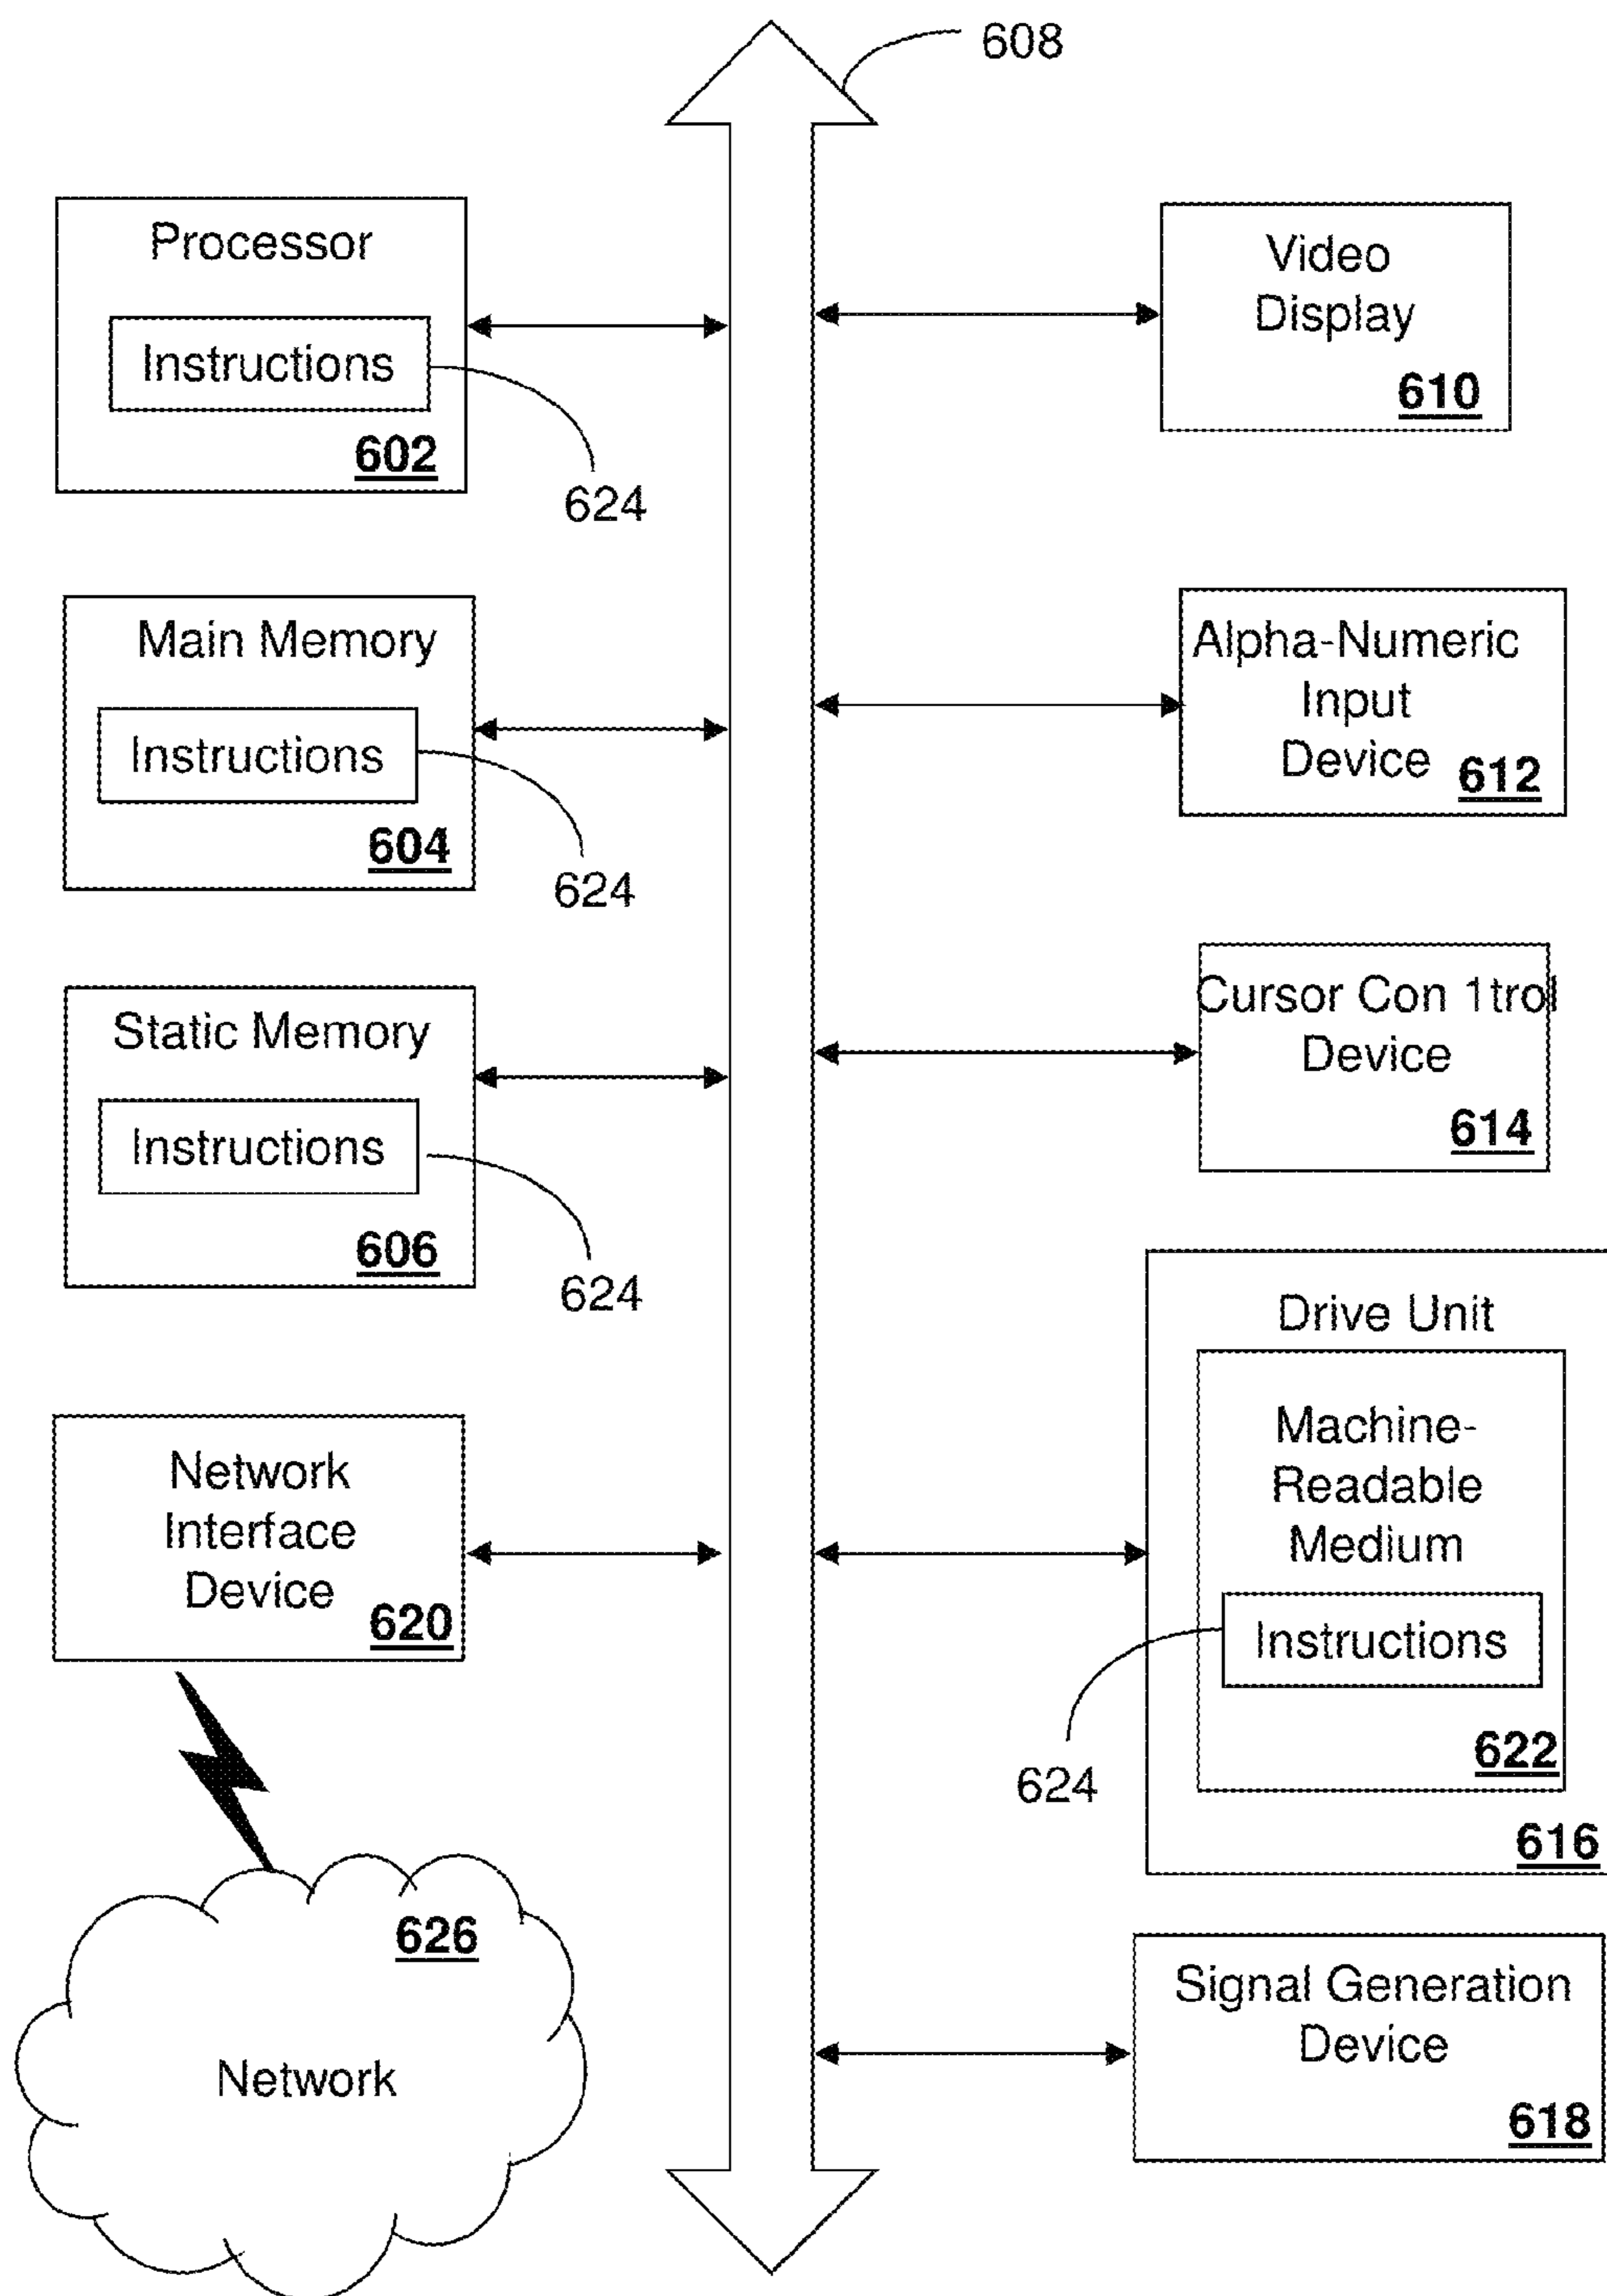 608
Processor
Instructions
602
624
Main Memory
Instructions
604
624
Static Memory
Instructions
606
624
Network
Interface
Device
620
626
Network
Video
Display
610
Alpha-Numeric
Input
Device
612
Cursor Con 1trol
Device
614
Drive Unit
Machine-
Readable
Medium
Instructions
624
622
616
Signal Generation
Device
618